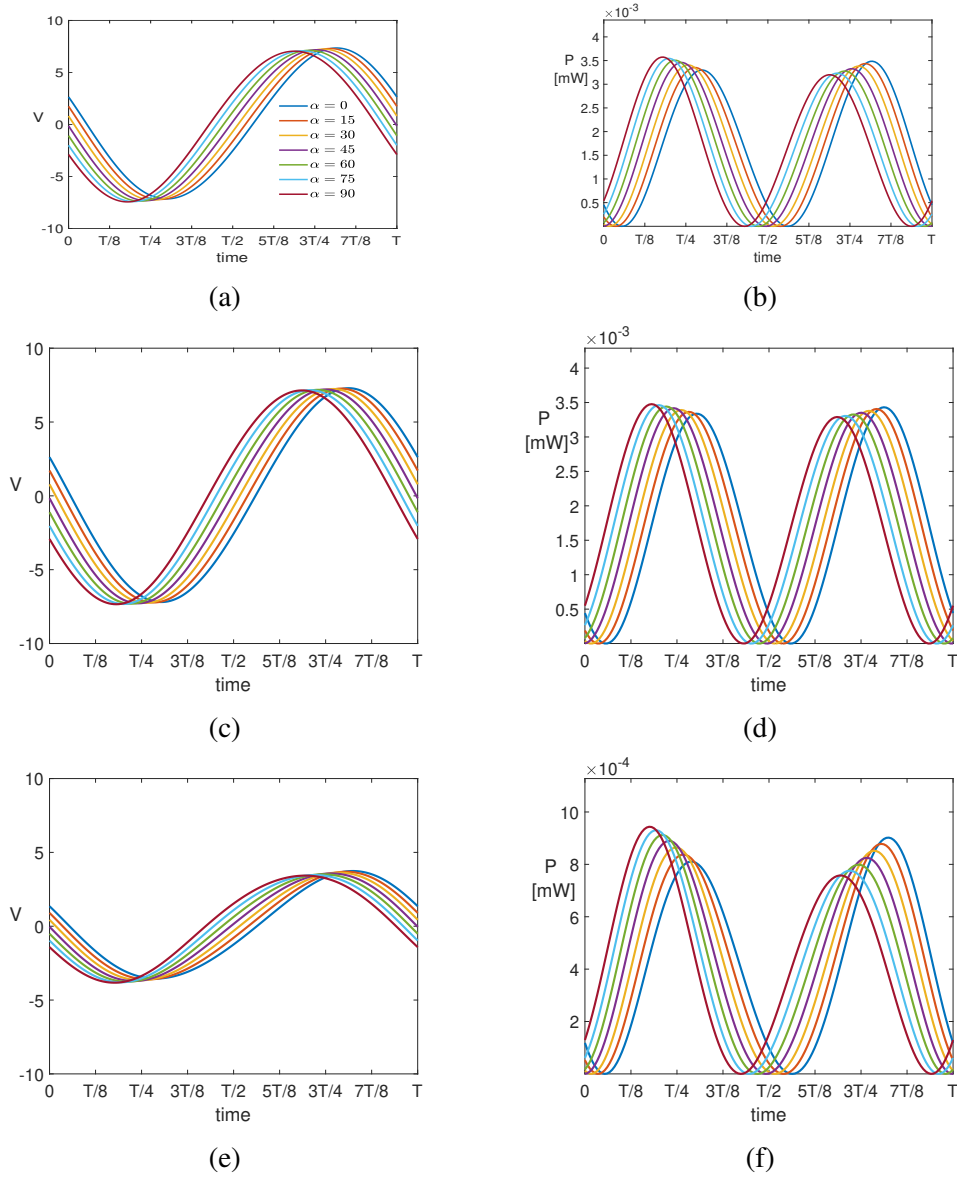 10
5
V
0
-5
-10
α = 0
α = 15
α = 30
α = 45
α = 60
α = 75
α = 90
0 T/8 T/4 3T/8 T/2 5T/8 3T/4 7T/8 T
time
(a)
×10⁻³
P
[mW]
4
3.5
3
2.5
2
1.5
1
0.5
0 T/8 T/4 3T/8 T/2 5T/8 3T/4 7T/8 T
time
(b)
10
5
V
0
-5
-10
0 T/8 T/4 3T/8 T/2 5T/8 3T/4 7T/8 T
time
(c)
×10⁻³
4
3.5
P
[mW]
3
2.5
2
1.5
1
0.5
0 T/8 T/4 3T/8 T/2 5T/8 3T/4 7T/8 T
time
(d)
10
5
V
0
-5
-10
0 T/8 T/4 3T/8 T/2 5T/8 3T/4 7T/8 T
time
(e)
×10⁻⁴
10
P
[mW]
8
6
4
2
0 T/8 T/4 3T/8 T/2 5T/8 3T/4 7T/8 T
time
(f)